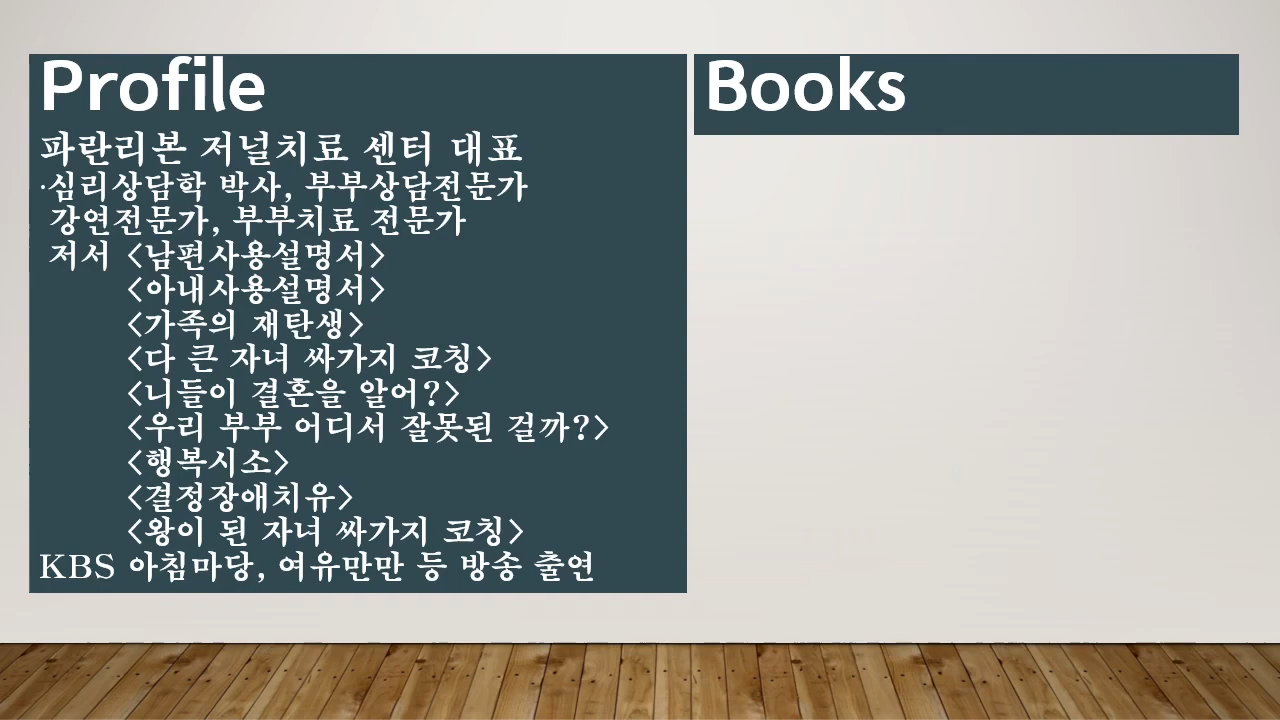 Profile
파란리본 저널치료 센터 대표
·심리상담학 박사, 부부상담전문가
강연전문가, 부부치료 전문가
저서 <남편사용설명서>
<아내사용설명서>
<가족의 재탄생>
<다 큰 자녀 싸가지 코칭>
<니들이 결혼을 알어?>
<우리 부부 어디서 잘못된 걸까?>
<행복시소>
<결정장애치유>
<왕이 된 자녀 싸가지 코칭>
KBS 아침마당, 여유만만 등 방송 출연
Books